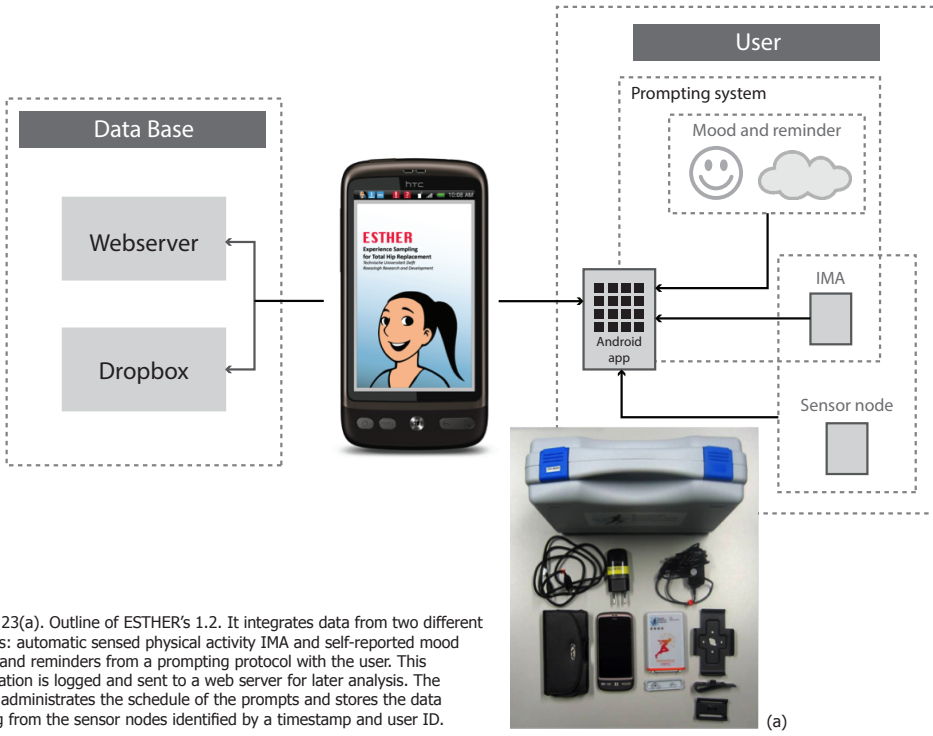 User
Prompting system
Mood and reminder
Data Base
Webserver
Dropbox
htc
10:08 AM
ESTHER
Experience Sampling
for Total Hip Replacement
Technische Universiteit Delft
Roessingh Research and Development
Android
app
IMA
Sensor node
(a)
23(a). Outline of ESTHER's 1.2. It integrates data from two different
s: automatic sensed physical activity IMA and self-reported mood
and reminders from a prompting protocol with the user. This
ation is logged and sent to a web server for later analysis. The
administrates the schedule of the prompts and stores the data
g from the sensor nodes identified by a timestamp and user ID.